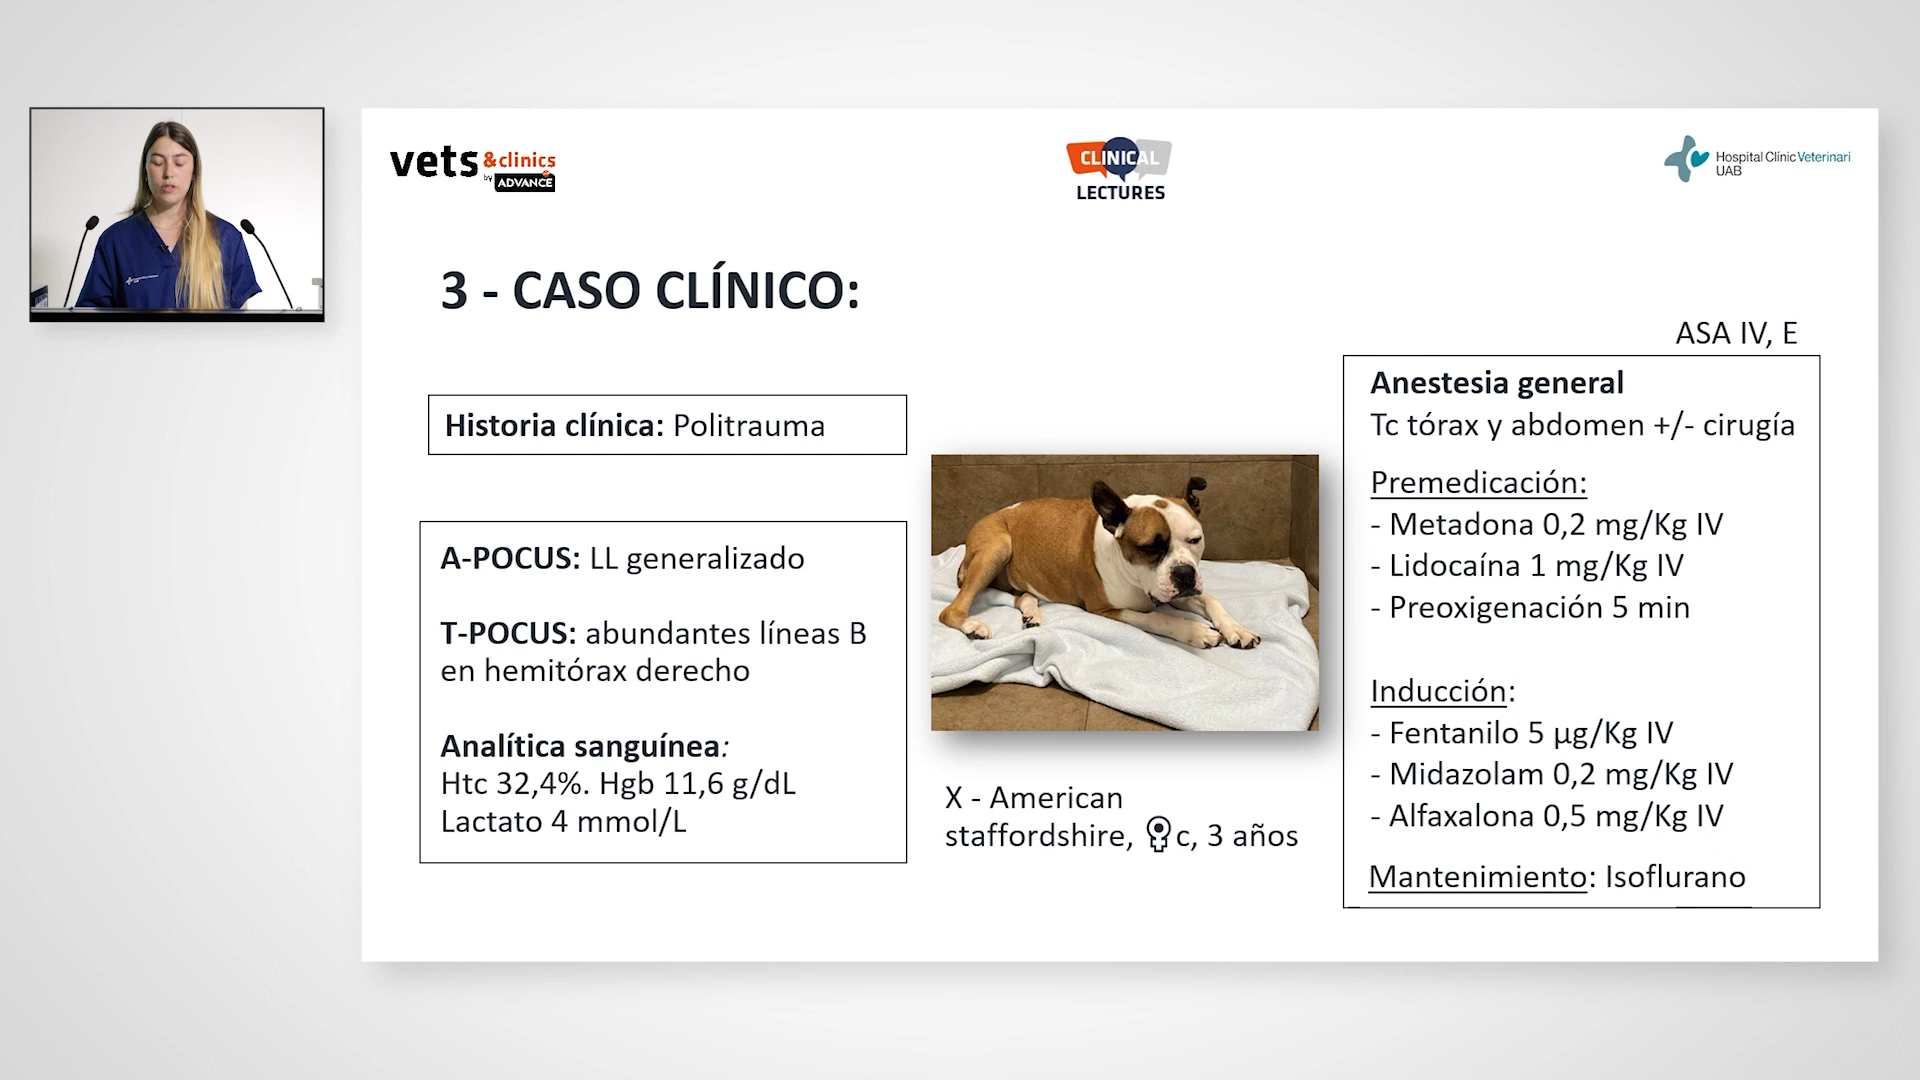 vets &clinics
by ADVANCE
CLINICAL
LECTURES
Hospital Clínic Veterinari
UAB
3 - CASO CLÍNICO:
Historia clínica: Politrauma
A-POCUS: LL generalizado
T-POCUS: abundantes líneas B
en hemitórax derecho
Analítica sanguínea:
Htc 32,4%. Hgb 11,6 g/dL
Lactato 4 mmol/L
X - American
staffordshire, c, 3 años
ASA IV, E
Anestesia general
Tc tórax y abdomen +/- cirugía
Premedicación:
- Metadona 0,2 mg/Kg IV
- Lidocaína 1 mg/Kg IV
- Preoxigenación 5 min
Inducción:
- Fentanilo 5 µg/Kg IV
- Midazolam 0,2 mg/Kg IV
- Alfaxalona 0,5 mg/Kg IV
Mantenimiento: Isoflurano